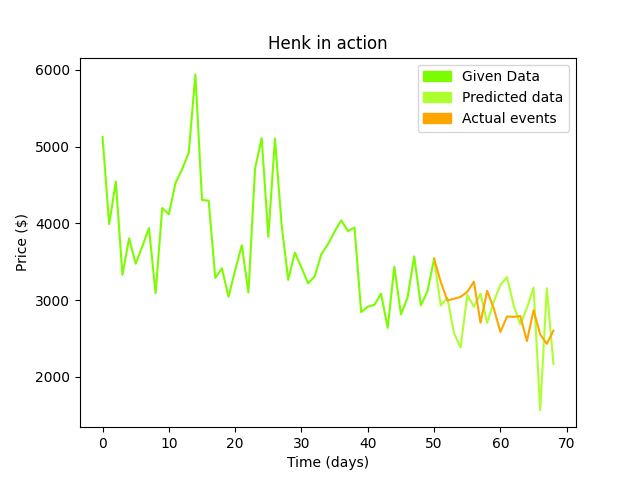 Henk in action
Given Data
Predicted data
Actual events
6000
5000
4000
3000
2000
Price ($)
0 10 20 30 40 50 60 70
Time (days)